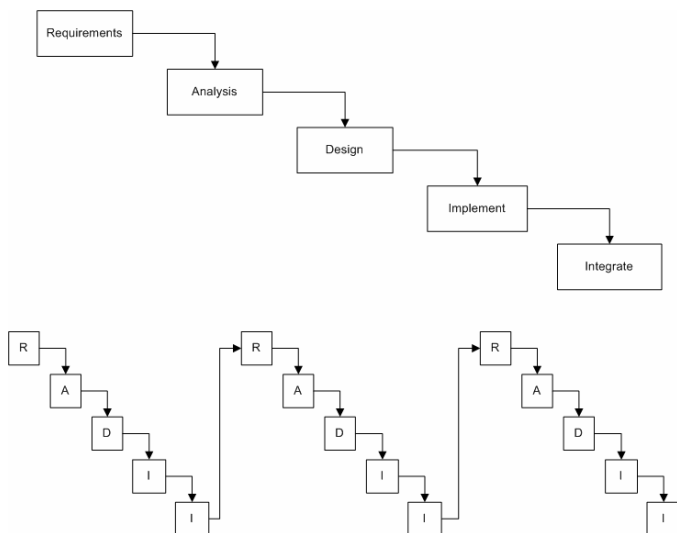 Requirements
Analysis
Design
Implement
Integrate
R R R
A A A
D D D
I I I
I I I